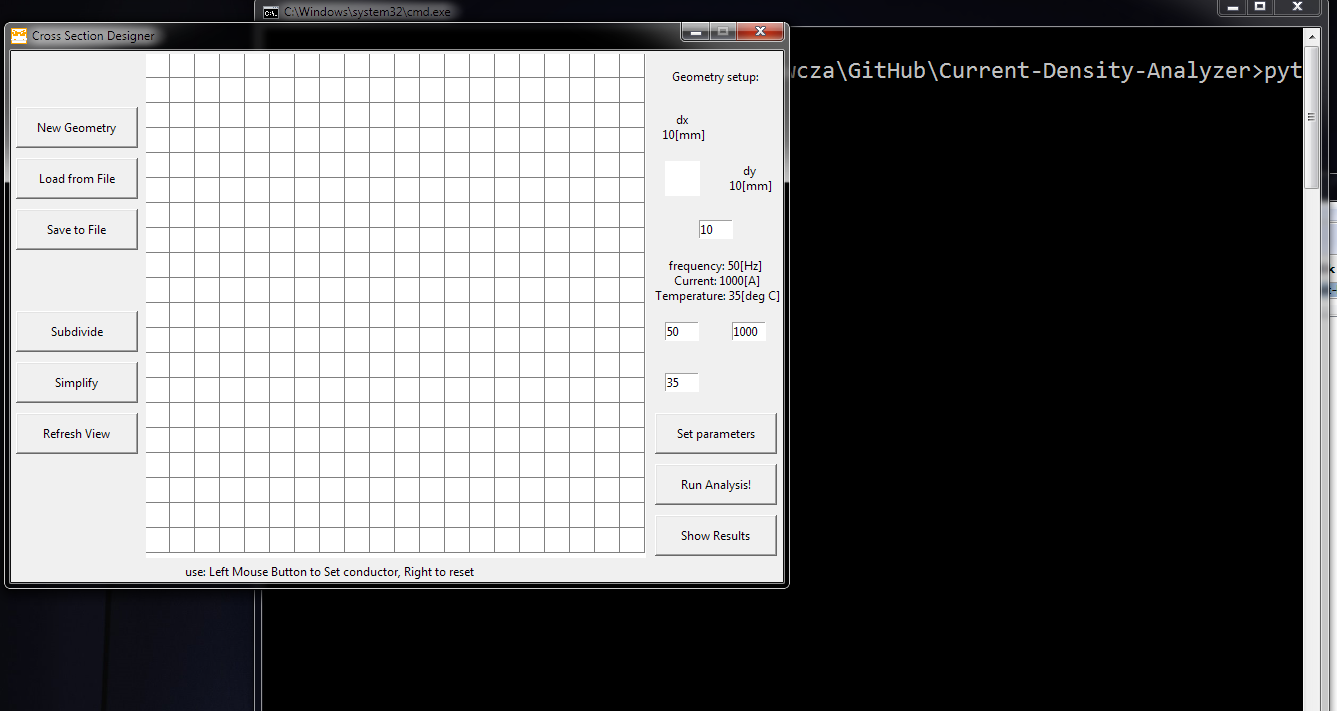 C:\Windows\system32\cmd.exe
Cross Section Designer
wcza\GitHub\Current-Density-Analyzer>pyt
New Geometry
Load from File
Save to File
Subdivide
Simplify
Refresh View
Geometry setup:
dx
10[mm]
dy
10[mm]
10
frequency: 50[Hz]
Current: 1000[A]
Temperature: 35[deg C]
50
1000
35
Set parameters
Run Analysis!
Show Results
use: Left Mouse Button to Set conductor, Right to reset